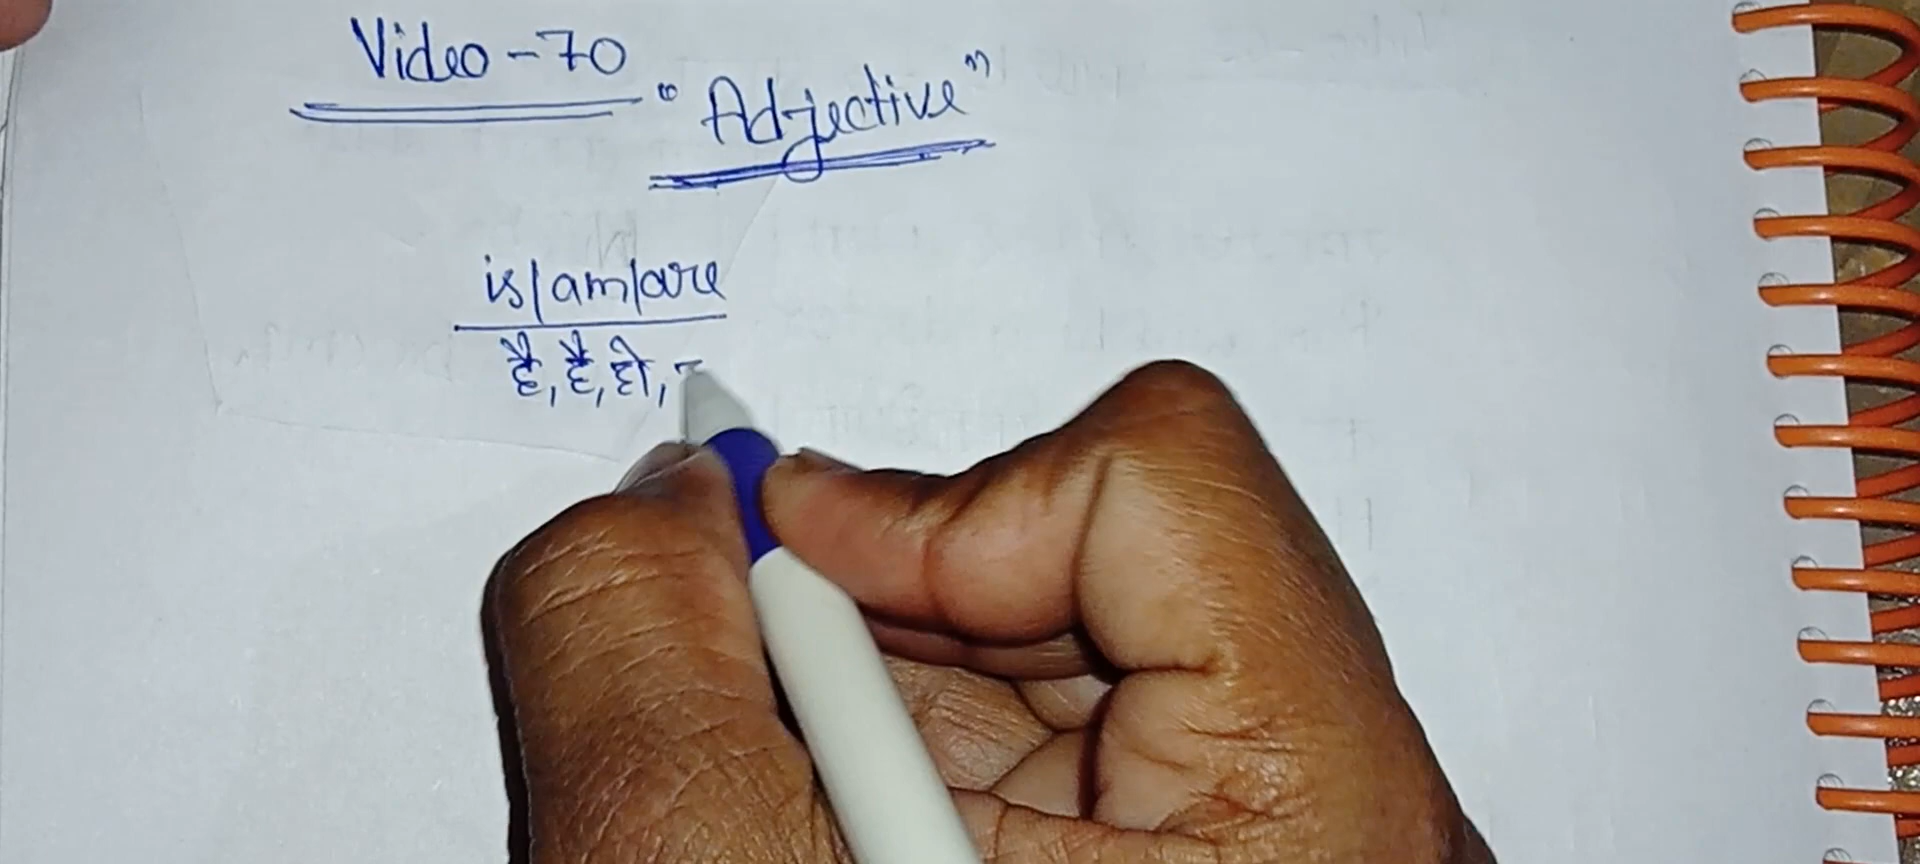 Video - 70
"Adjective"
is/am/are
है, हैं, हो,